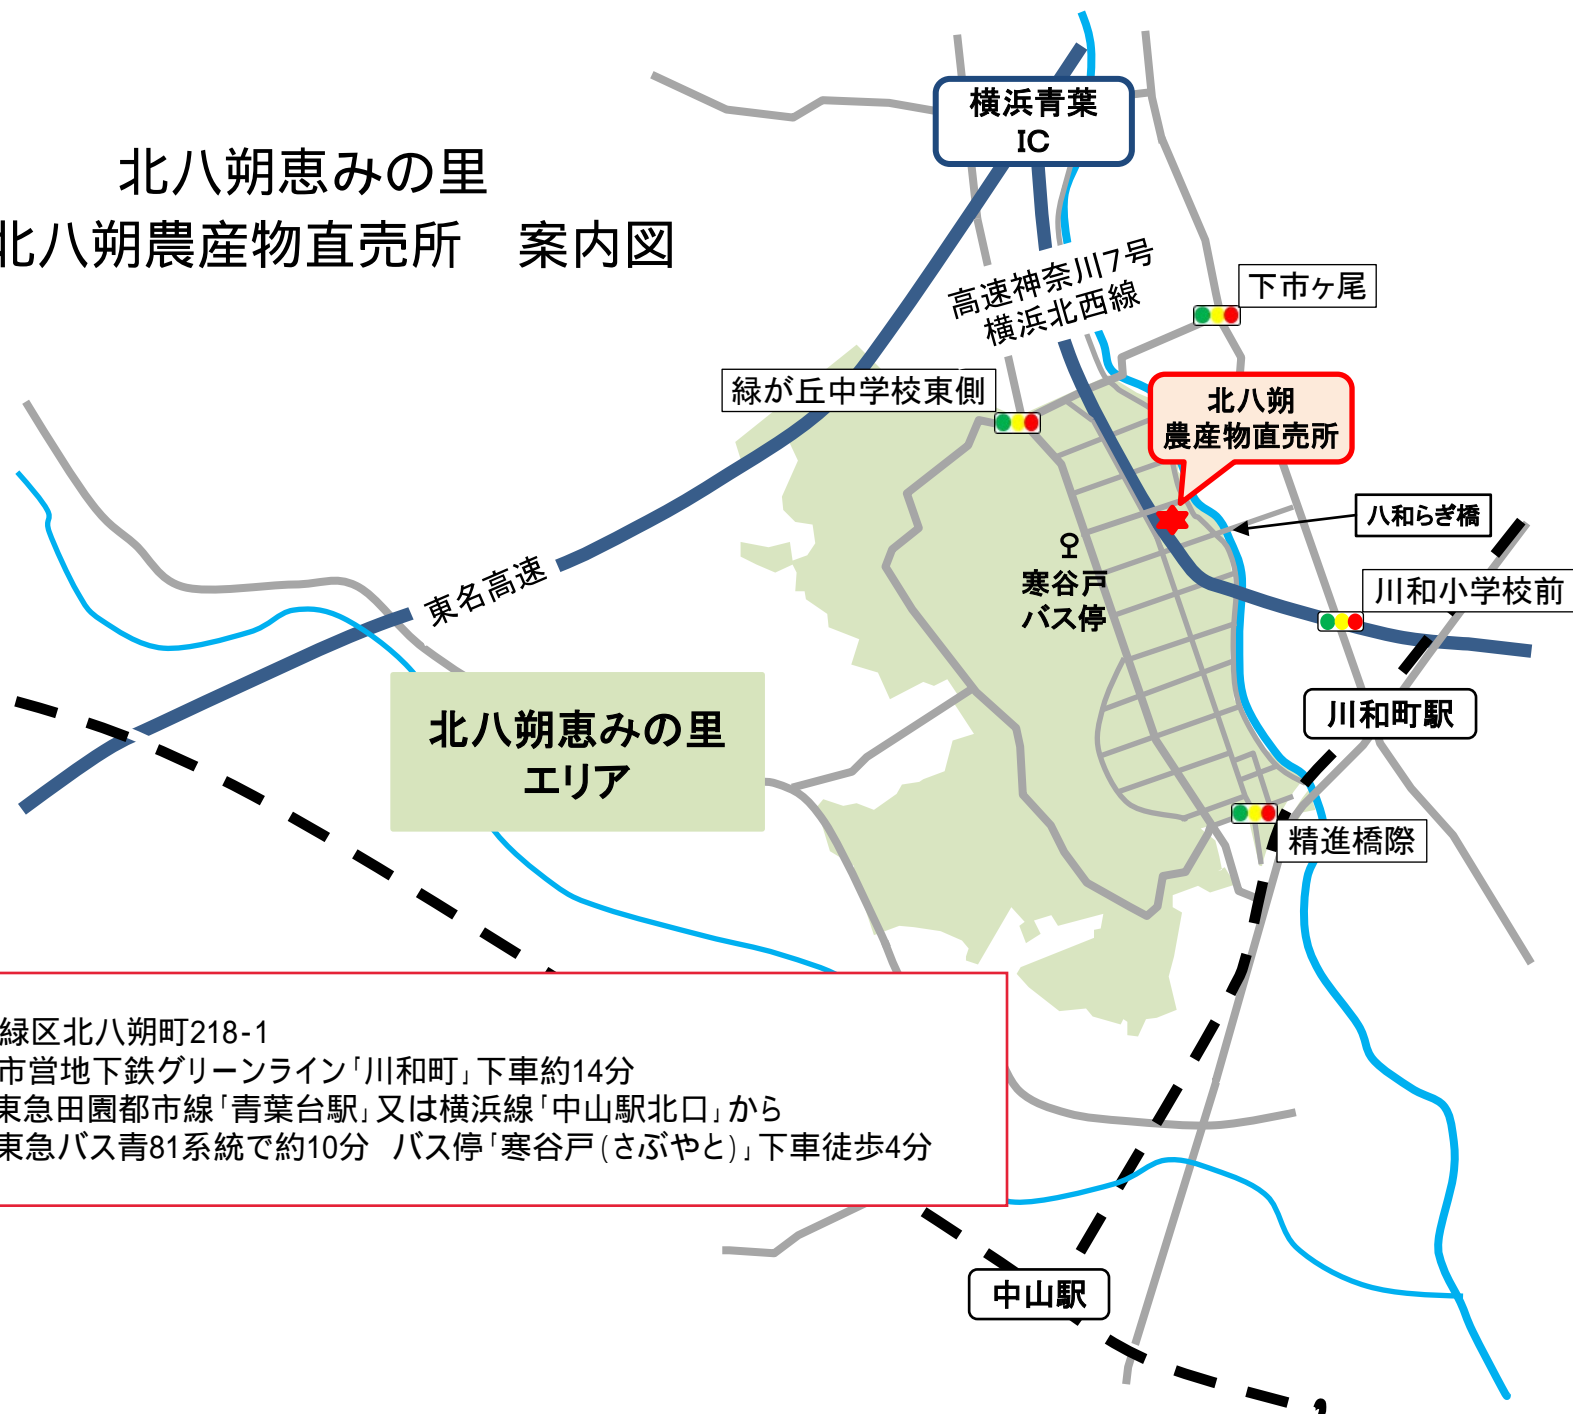 北八朔恵みの里
北八朔農産物直売所　案内図
横浜青葉
IC
高速神奈川7号
横浜北西線
下市ヶ尾
緑が丘中学校東側
北八朔
農産物直売所
八和らぎ橋
寒谷戸
バス停
川和小学校前
東名高速
川和町駅
北八朔恵みの里
エリア
精進橋際
緑区北八朔町218-1
市営地下鉄グリーンライン「川和町」下車約14分
東急田園都市線「青葉台駅」又は横浜線「中山駅北口」から
東急バス青81系統で約10分　バス停「寒谷戸(さぶやと)」下車徒歩4分
中山駅